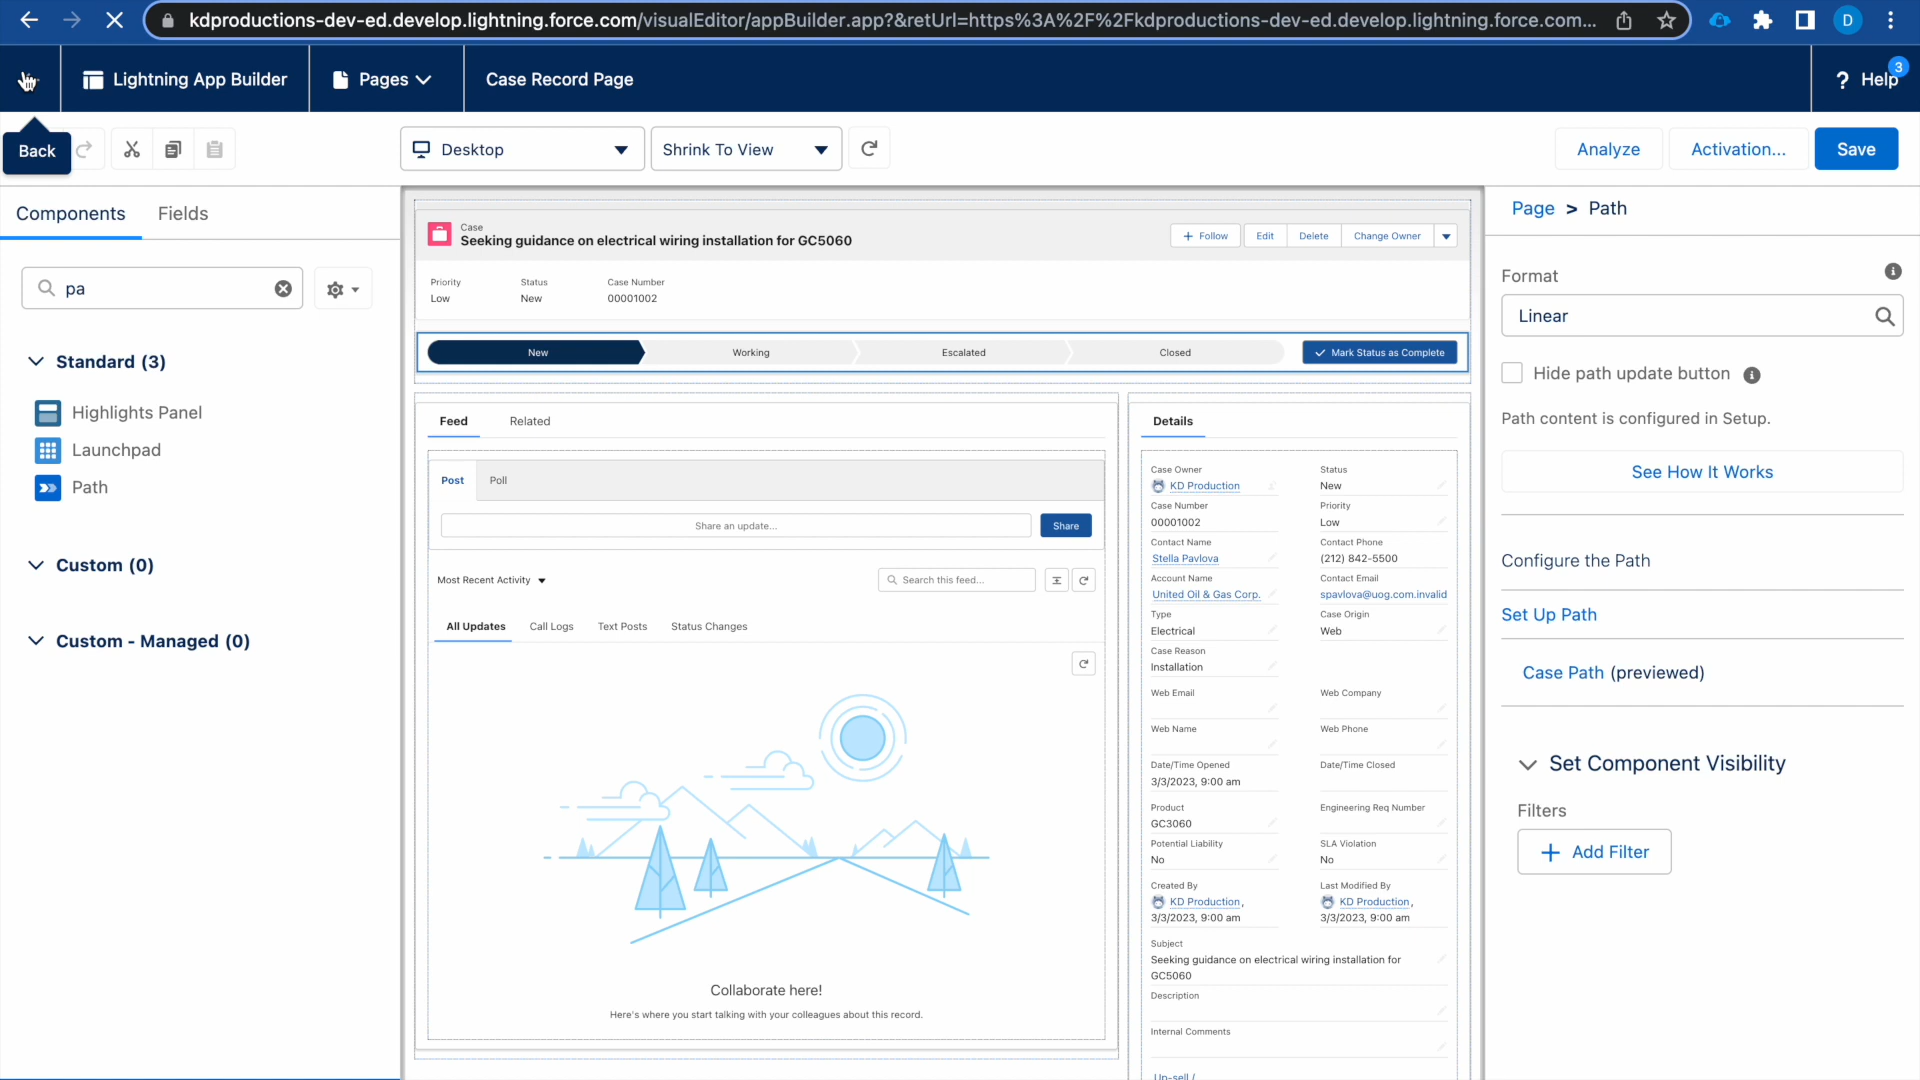 kdproductions-dev-ed.develop.lightning.force.com/visualEditor/appBuilder.app?&retUrl=https%3A%2F%2Fkdproductions-dev-ed.develop.lightning.force.com...
D
Lightning App Builder
Pages
Case Record Page
? Help
3
Back
Desktop
Shrink To View
Analyze
Activation...
Save
Components
Fields
pa
Standard (3)
Highlights Panel
Launchpad
Path
Custom (0)
Custom - Managed (0)
Case
Seeking guidance on electrical wiring installation for GC5060
+ Follow
Edit
Delete
Change Owner
Priority
Status
Case Number
Low
New
00001002
New
Working
Escalated
Closed
Mark Status as Complete
Feed
Related
Post
Poll
Share an update...
Share
Most Recent Activity
Search this feed...
All Updates
Call Logs
Text Posts
Status Changes
Collaborate here!
Here's where you start talking with your colleagues about this record.
Details
Case Owner
Status
KD Production
New
Case Number
Priority
00001002
Low
Contact Name
Contact Phone
Stella Pavlova
(212) 842-5500
Account Name
Contact Email
United Oil & Gas Corp.
spavlova@uog.com.invalid
Type
Case Origin
Electrical
Web
Case Reason
Installation
Web Email
Web Company
Web Name
Web Phone
Date/Time Opened
Date/Time Closed
3/3/2023, 9:00 am
Product
Engineering Req Number
GC3060
Potential Liability
SLA Violation
No
No
Created By
Last Modified By
KD Production,
KD Production,
3/3/2023, 9:00 am
3/3/2023, 9:00 am
Subject
Seeking guidance on electrical wiring installation for
GC5060
Description
Internal Comments
Up-sell /
Page > Path
Format
Linear
Hide path update button
Path content is configured in Setup.
See How It Works
Configure the Path
Set Up Path
Case Path (previewed)
Set Component Visibility
Filters
+ Add Filter